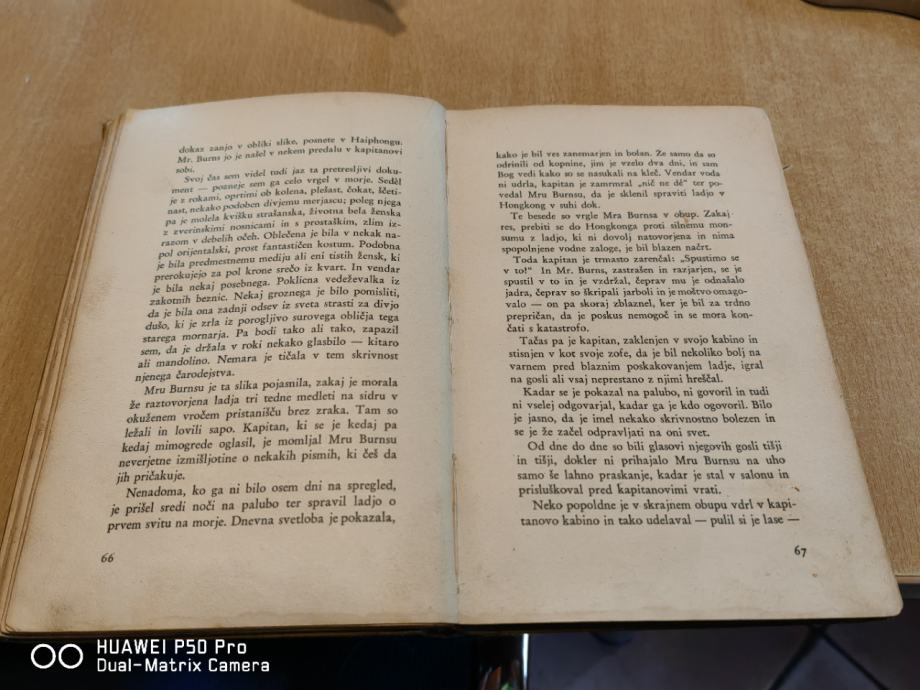 dokaz zanjo v obliki slike, posnete v Haiphongu.
Mr. Burns jo je našel v nekem predalu v kapitanovi
sobi.
Svoj čas sem videl tudi jaz ta pretresljivi doku-
ment — pozneje sem ga celo vrgel v morje. Sedèl
je z rokami, oprtimi ob kolena, plešast, čokat, ščeti-
nast, nekako podoben divjemu merjascu; poleg njega
pa je molela kvišku strašanska, životna bela ženska
z zverinskimi nosnicami in s prostaškim, zlim iz-
razom v debelih očeh. Oblečena je bila v nekak na-
pol orijentalski, prost fantastičen kostum. Podobna
je bila predmestnemu mediju ali eni tistih žensk, ki
prerokujejo za pol krone srečo iz kvart. In vendar
je bila nekaj posebnega. Poklicna vedeževalka iz
zakotnih beznic. Nekaj groznega je bilo pomisliti,
da je bila ona zadnji odsev iz sveta strasti za divjo
dušo, ki je zrla iz porogljivo surovega obličja tega
starega mornarja. Pa bodi tako ali tako, zapazil
sem, da je držala v roki nekako glasbilo — kitaro
ali mandolino. Nemara je tičala v tem skrivnost
njenega čarodejstva.
Mru Burnsu je ta slika pojasnila, zakaj je morala
že raztovorjena ladja tri tedne medleti na sidru v
okuženem vročem pristanišču brez zraka. Tam so
ležali in lovili sapo. Kapitan, ki se je kedaj pa
kedaj mimogrede oglasil, je momljal Mru Burnsu
neverjetne izmišljotine o nekakih pismih, ki češ da
jih pričakuje.
Nenadoma, ko ga ni bilo osem dni na spregled,
je prišel sredi noči na palubo ter spravil ladjo o
prvem svitu na morje. Dnevna svetloba je pokazala,
66
kako je bil ves zanemarjen in bolan. Že samo da so
odrinili od kopnine, jim je vzelo dva dni, in sam
Bog vedi kako so se nasukali na kleč. Vendar voda
ni udrla, kapitan je zamrmral „nič ne dé“ ter po-
vedal Mru Burnsu, da je sklenil spraviti ladjo v
Hongkong v suhi dok.
Te besede so vrgle Mra Burnsa v obup. Zakaj
res, prebiti se do Hongkonga proti silnemu mon-
sumu z ladjo, ki ni dovolj natovorjena in nima
spopolnjene vodne zaloge, je bil blazen načrt.
Toda kapitan je trmasto zarenčal: „Spustimo se
v to!“ In Mr. Burns, zastrašen in razjarjen, se je
spustil v to in je vzdržal, čeprav mu je odnašalo
jadra, čeprav so škripali jarboli in je moštvo omago-
valo — on pa skoraj zblaznel, ker je bil za trdno
prepričan, da je poskus nemogoč in se mora kon-
čati s katastrofo.
Tačas pa je kapitan, zaklenjen v svojo kabino in
stisnjen v kot svoje zofe, da je bil nekoliko bolj na
varnem pred blaznim poskakovanjem ladje, igral
na gosli ali vsaj neprestano z njimi hreščal.
Kadar se je pokazal na palubo, ni govoril in tudi
ni vselej odgovarjal, kadar ga je kdo ogovoril. Bilo
je jasno, da je imel nekako skrivnostno bolezen in
se je že začel odpravljati na oni svet.
Od dne do dne so bili glasovi njegovih gosli tišji
in tišji, dokler ni prihajalo Mru Burnsu na uho
samo še lahno praskanje, kadar je stal v salonu in
prisluškoval pred kapitanovimi vrati.
Neko popoldne je v skrajnem obupu vdrl v kapi-
tanovo kabino in tako udelaval — pulil si je lase —
67
HUAWEI P50 Pro
Dual-Matrix Camera